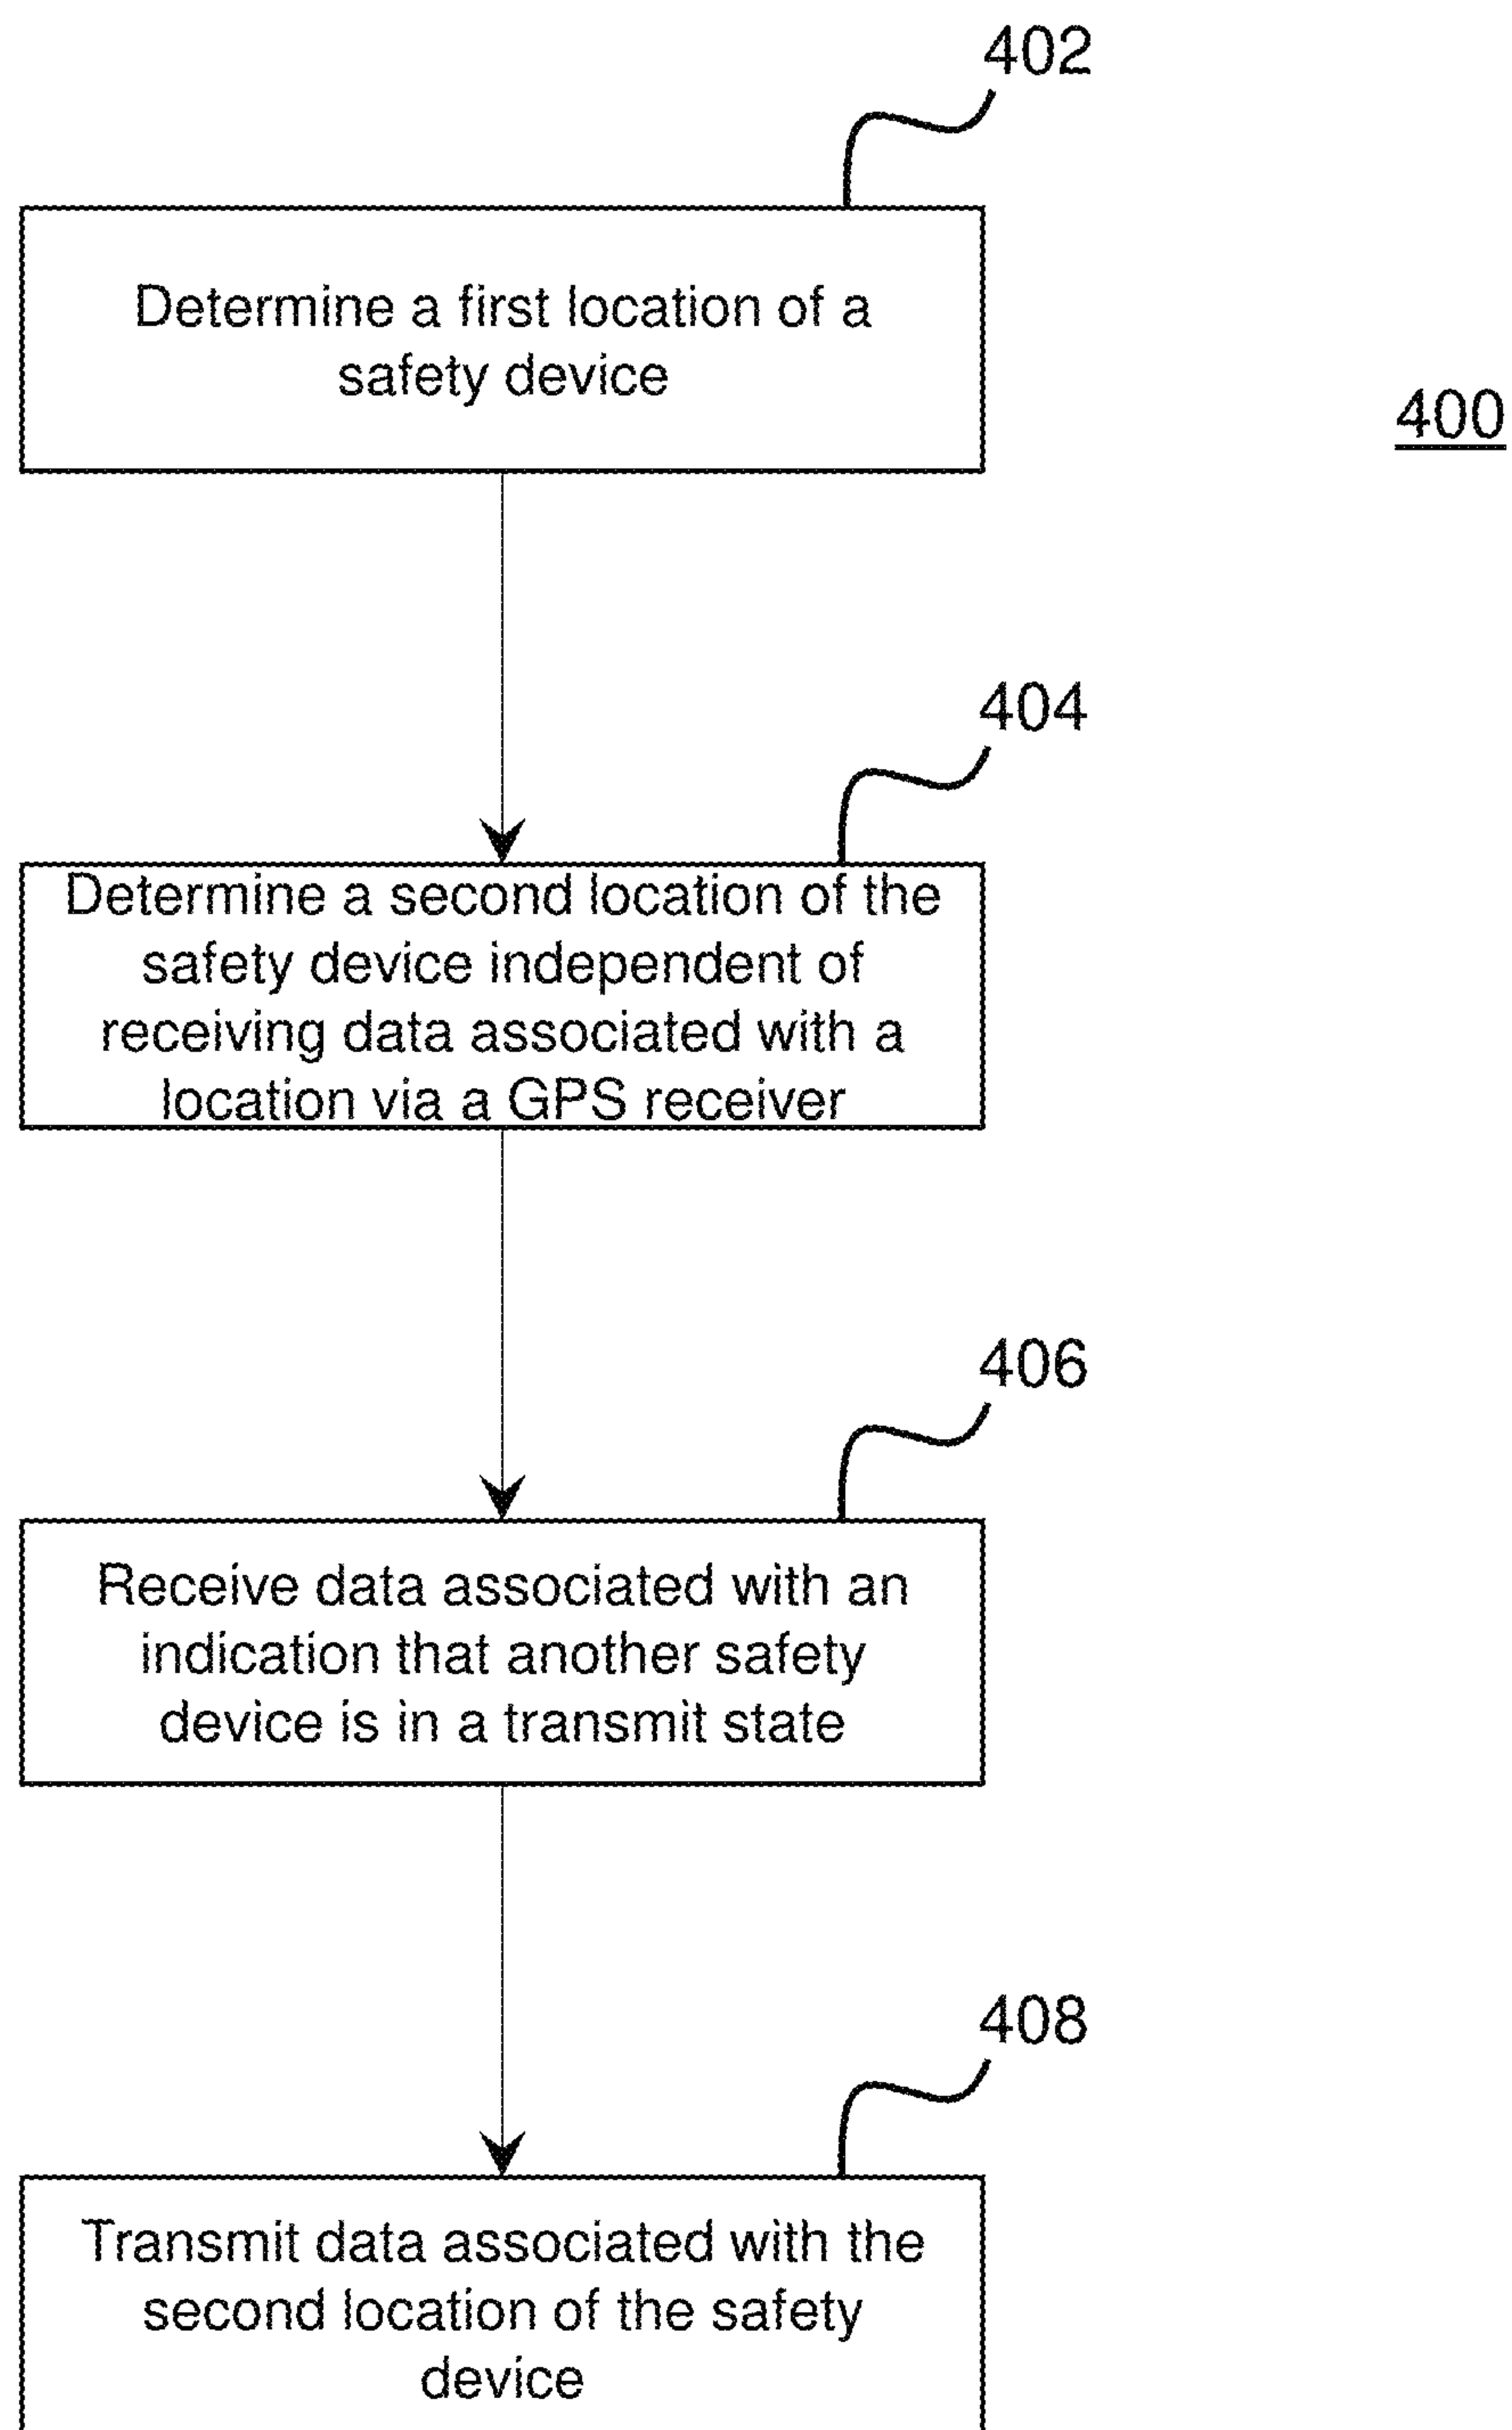 402
Determine a first location of a
safety device
400
404
Determine a second location of the
safety device independent of
receiving data associated with a
location via a GPS receiver
406
Receive data associated with an
indication that another safety
device is in a transmit state
408
Transmit data associated with the
second location of the safety
device